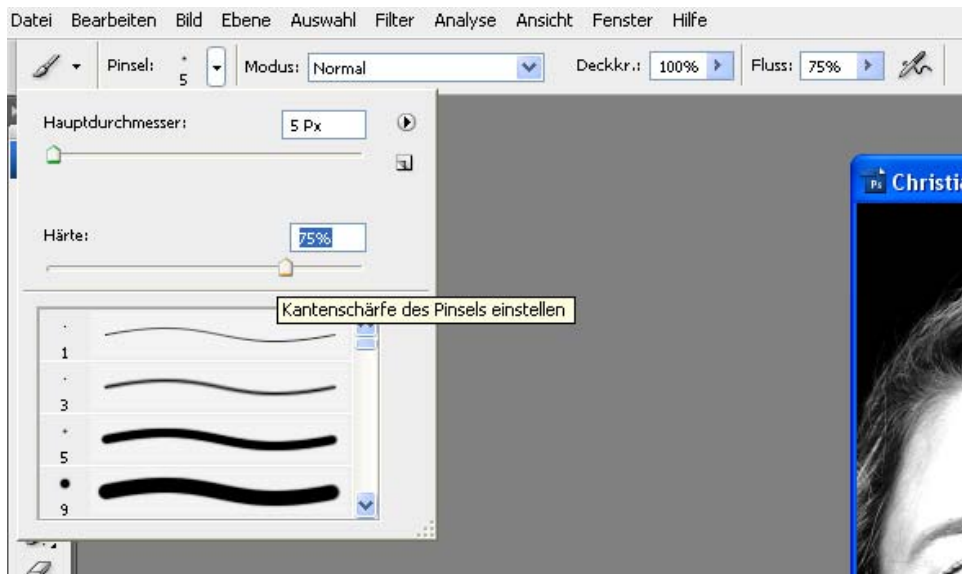 Datei Bearbeiten Bild Ebene Auswahl Filter Analyse Ansicht Fenster Hilfe
Pinsel: 5 Modus: Normal Deckkr.: 100% Fluss: 75%
Hauptdurchmesser: 5 Px
Ps Christi
Härte: 75%
Kantenschärfe des Pinsels einstellen
1
3
5
9